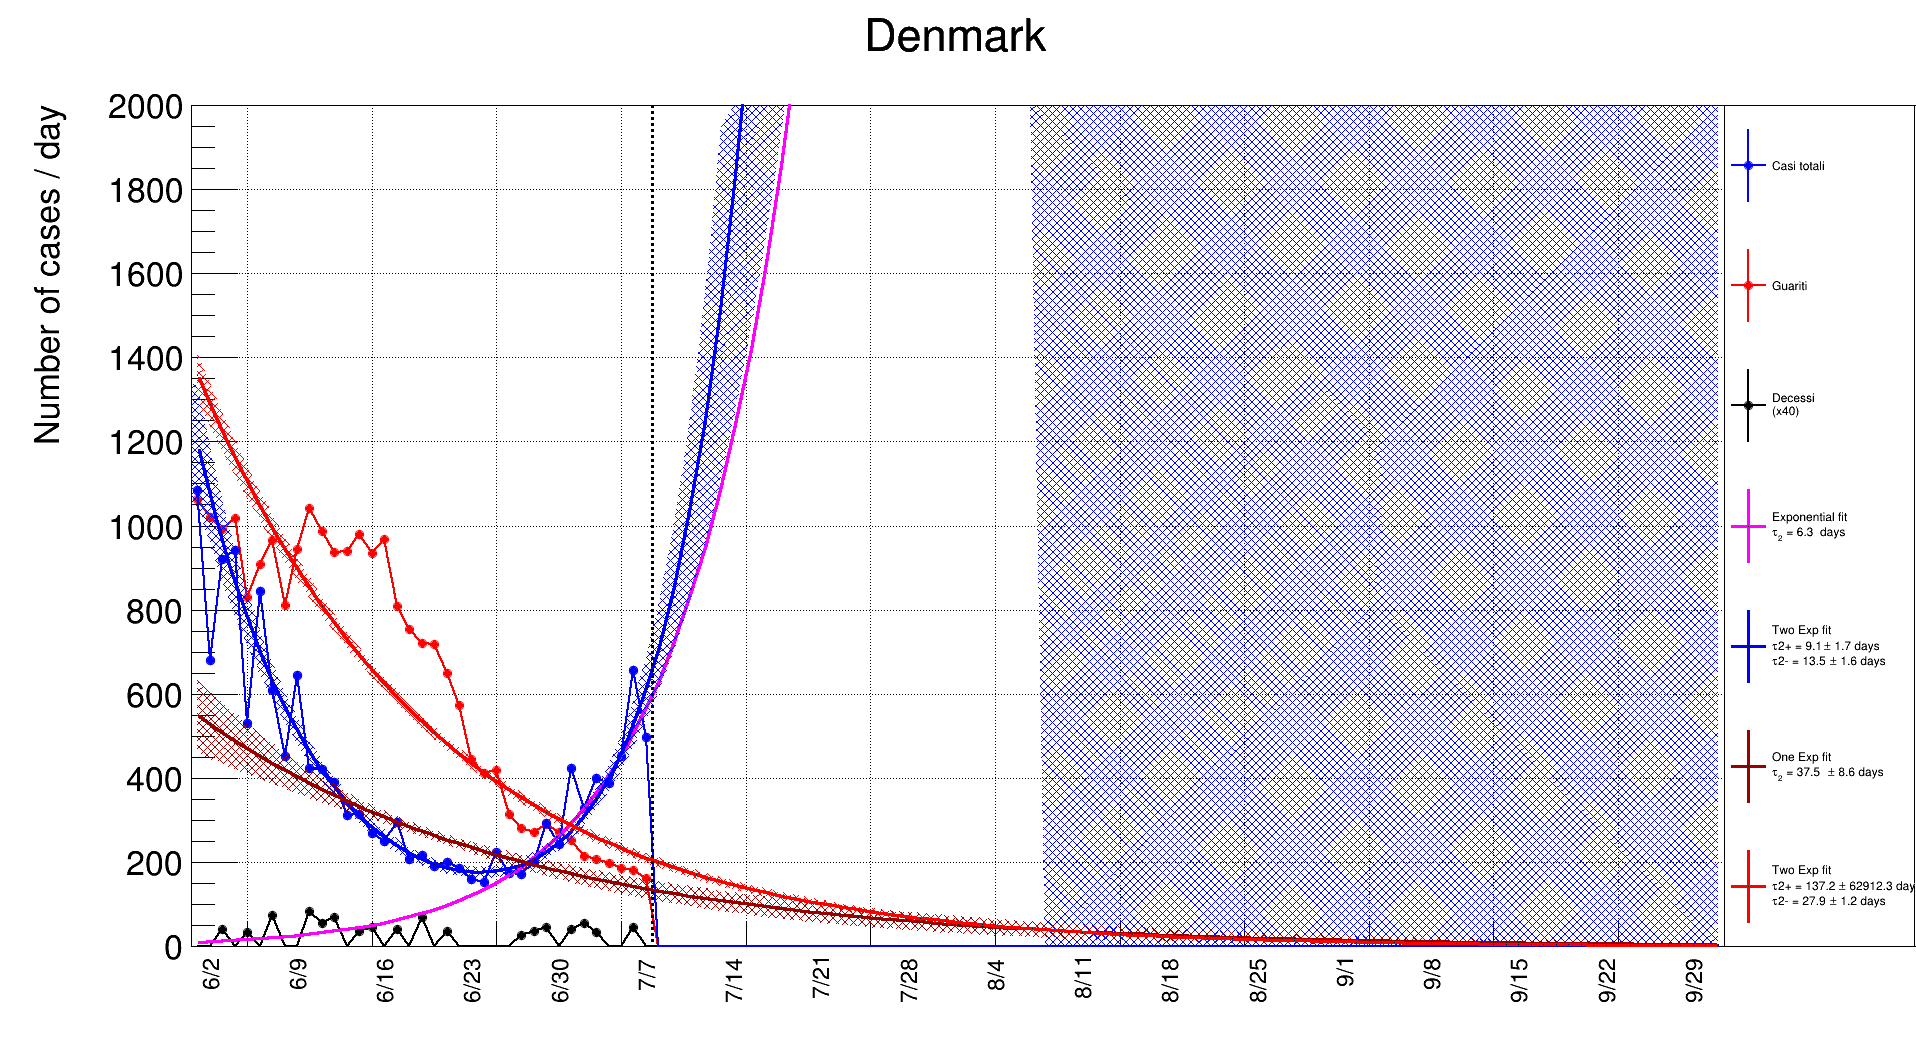 Denmark
Number of cases / day
2000
1800
1600
1400
1200
1000
800
600
400
200
0
6/2
6/9
6/16
6/23
6/30
7/7
7/14
7/21
7/28
8/4
8/11
8/18
8/25
9/1
9/8
9/15
9/22
9/29
Casi totali
Guariti
Decessi
(x40)
Exponential fit
τ2 = 6.3 days
Two Exp fit
τ2+ = 9.1 ± 1.7 days
τ2- = 13.5 ± 1.6 days
One Exp fit
τ2 = 37.5 ± 8.6 days
Two Exp fit
τ2+ = 137.2 ± 62912.3 day
τ2- = 27.9 ± 1.2 days